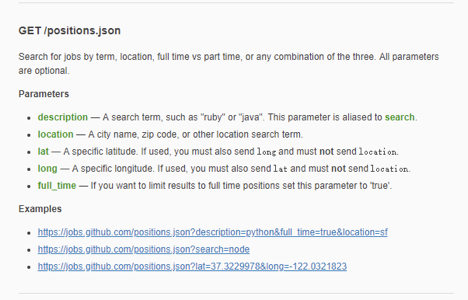 GET /positions.json
Search for jobs by term, location, full time vs part time, or any combination of the three. All parameters
are optional.
Parameters
• description — A search term, such as "ruby" or "java". This parameter is aliased to search.
• location — A city name, zip code, or other location search term.
• lat — A specific latitude. If used, you must also send long and must not send location.
• long — A specific longitude. If used, you must also send lat and must not send location.
• full_time — If you want to limit results to full time positions set this parameter to 'true'.
Examples
• https://jobs.github.com/positions.json?description=python&full_time=true&location=sf
• https://jobs.github.com/positions.json?search=node
• https://jobs.github.com/positions.json?lat=37.3229978&long=-122.0321823